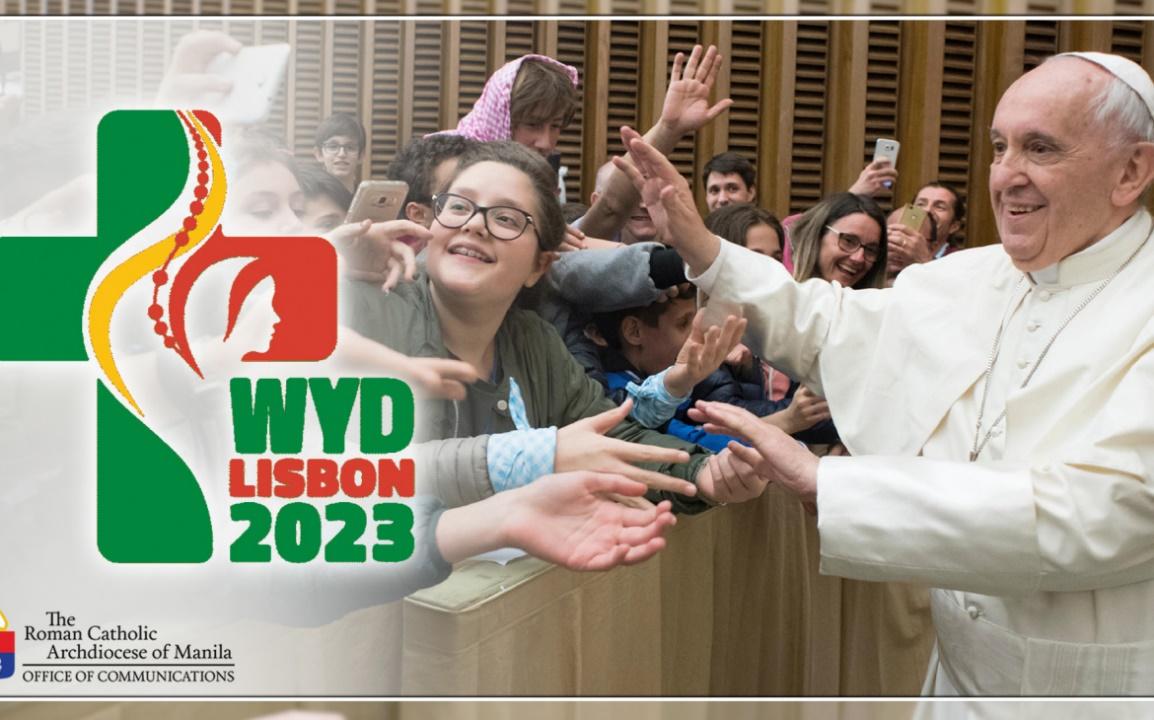 WYD
LISBON
2023
The
Roman Catholic
Archdiocese of Manila
OFFICE OF COMMUNICATIONS